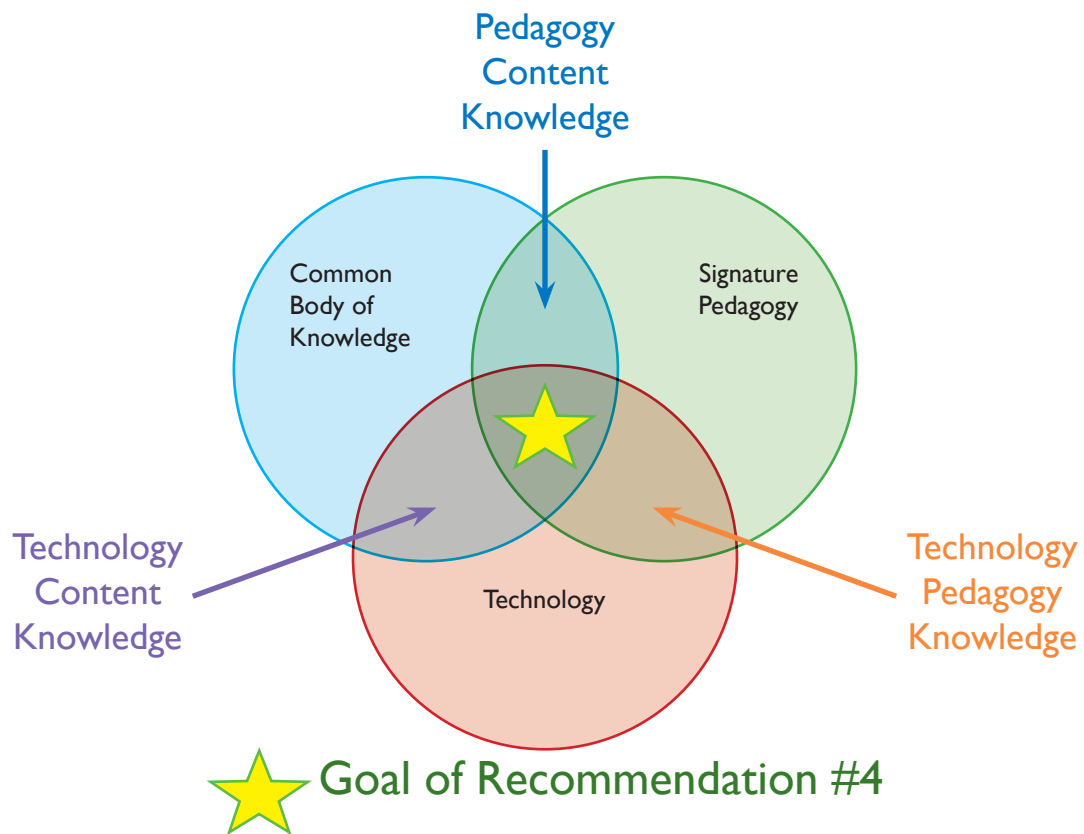 Pedagogy
Content
Knowledge
Common
Body of
Knowledge
Signature
Pedagogy
Technology
Content
Knowledge
Technology
Technology
Pedagogy
Knowledge
Goal of Recommendation #4